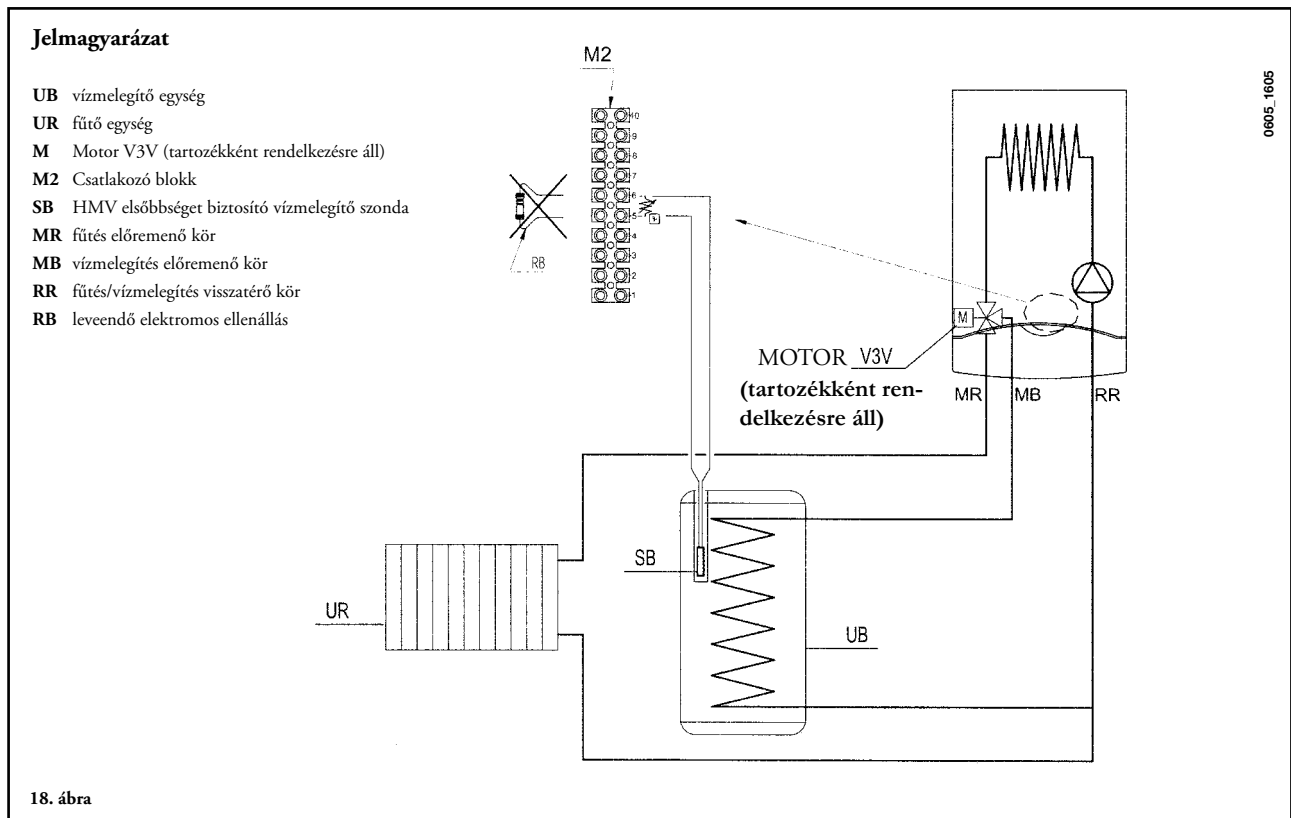 Jelmagyarázat
UB vízmelegítő egység
UR fűtő egység
M Motor V3V (tartozékként rendelkezésre áll)
M2 Csatlakozó blokk
SB HMV elsőbbséget biztosító vízmelegítő szonda
MR fűtés előremenő kör
MB vízmelegítés előremenő kör
RR fűtés/vízmelegítés visszatérő kör
RB leveendő elektromos ellenállás
M2
10
9
8
7
6
5
4
3
2
1
RB
0605_1605
M
MOTOR V3V
(tartozékként ren-
delkezésre áll)
MR MB RR
SB
UR
UB
18. ábra